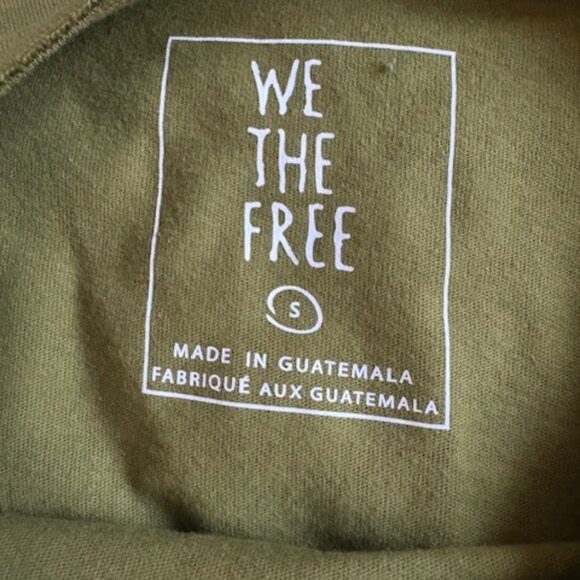 WE
THE
FREE
S
MADE IN GUATEMALA
FABRIQUÉ AUX GUATEMALA